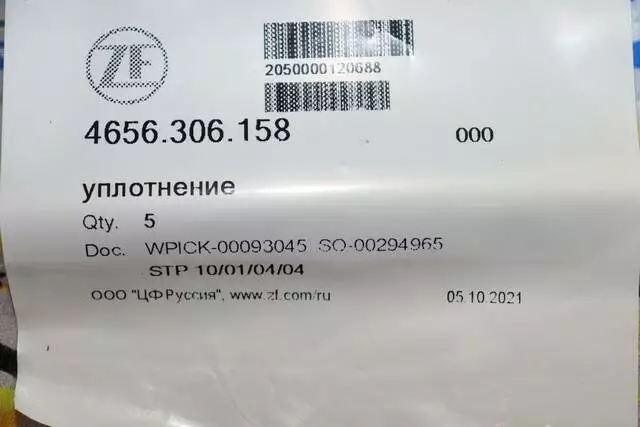 ZF
2050000120688
4656.306.158 000
уплотнение
Qty. 5
Doc. WPICK-00093045 SO-00294965
STP 10/01/04/04
ООО "ЦФ Руссия", www.zf.com/ru 05.10.2021